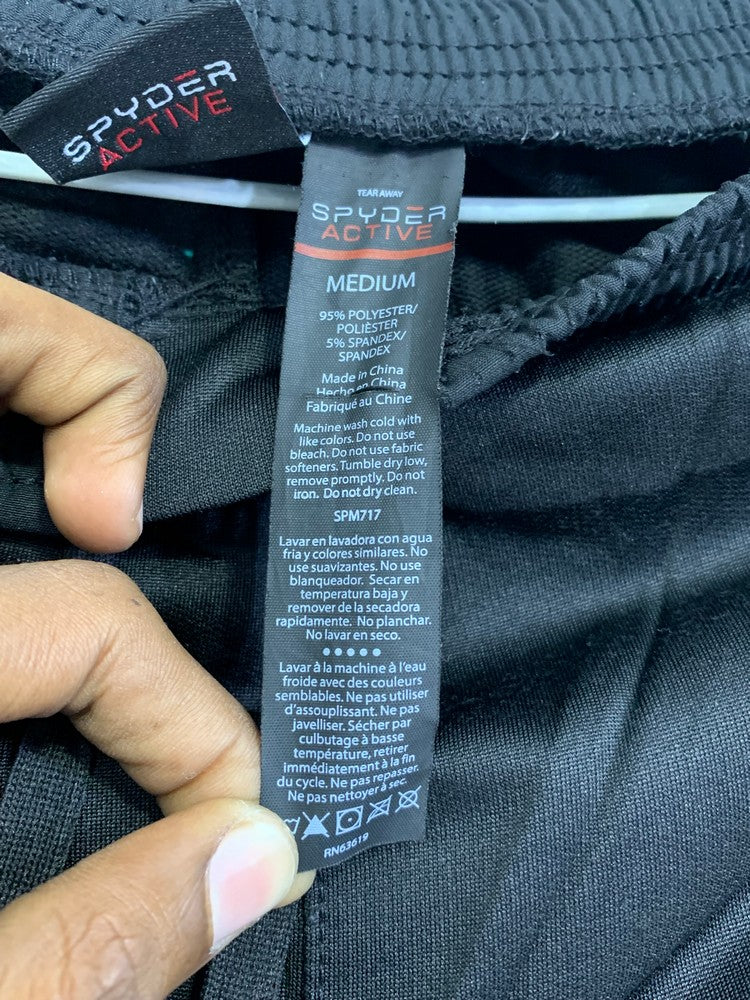 SPYDER
ACTIVE
TEAR AWAY
SPYDER
ACTIVE
MEDIUM
95% POLYESTER/
POLIÈSTER
5% SPANDEX/
SPANDEX
Made in China
Hecho en China
Fabriqué au Chine
Machine wash cold with
like colors. Do not use
bleach. Do not use fabric
softeners. Tumble dry low,
remove promptly. Do not
iron. Do not dry clean.
SPM717
Lavar en lavadora con agua
fria y colores similares. No
use suavizantes. No use
blanqueador. Secar en
temperatura baja y
remover de la secadora
rapidamente. No planchar.
No lavar en seco.
Lavar à la machine à l'eau
froide avec des couleurs
semblables. Ne pas utiliser
d'assouplissant. Ne pas
javelliser. Sécher par
culbutage à basse
température, retirer
immédiatement à la fin
du cycle. Ne pas repasser.
Ne pas nettoyer à sec.
RN63619